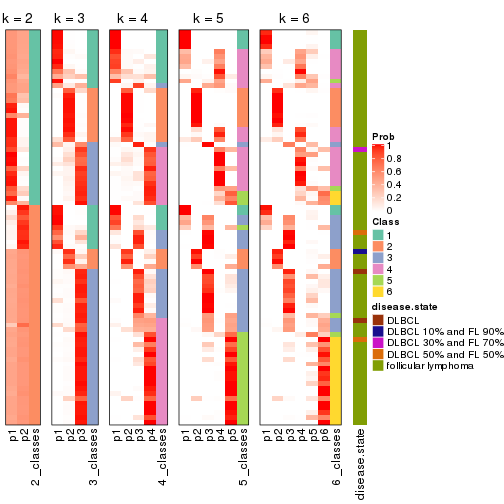 k = 2 k = 3 k = 4 k = 5 k = 6
Prob
1
0.8
0.6
0.4
0.2
0
Class
1
2
3
4
5
6
disease.state
DLBCL
DLBCL 10% and FL 90%
DLBCL 30% and FL 70%
DLBCL 50% and FL 50%
follicular lymphoma
p1 p2 2_classes p1 p2 p3 3_classes p1 p2 p3 p4 4_classes p1 p2 p3 p4 p5 5_classes p1 p2 p3 p4 p5 p6 6_classes disease.state